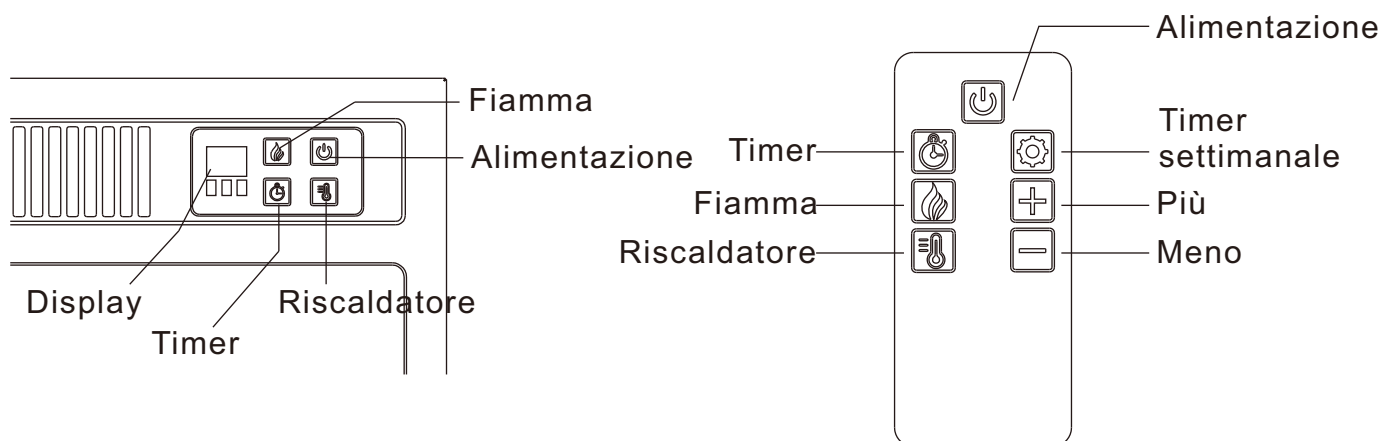 Fiamma
Alimentazione
Display
Riscaldatore
Timer
Alimentazione
Timer
Timer
settimanale
Fiamma
Più
Riscaldatore
Meno